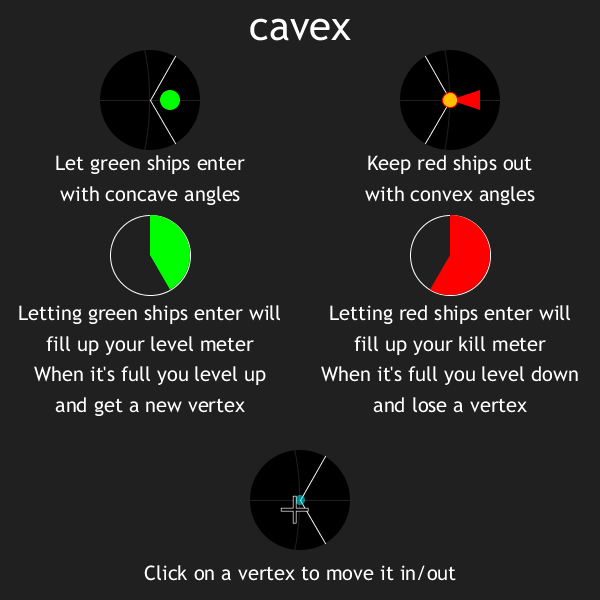 cavex
Let green ships enter
with concave angles
Keep red ships out
with convex angles
Letting green ships enter will
fill up your level meter
When it's full you level up
and get a new vertex
Letting red ships enter will
fill up your kill meter
When it's full you level down
and lose a vertex
Click on a vertex to move it in/out